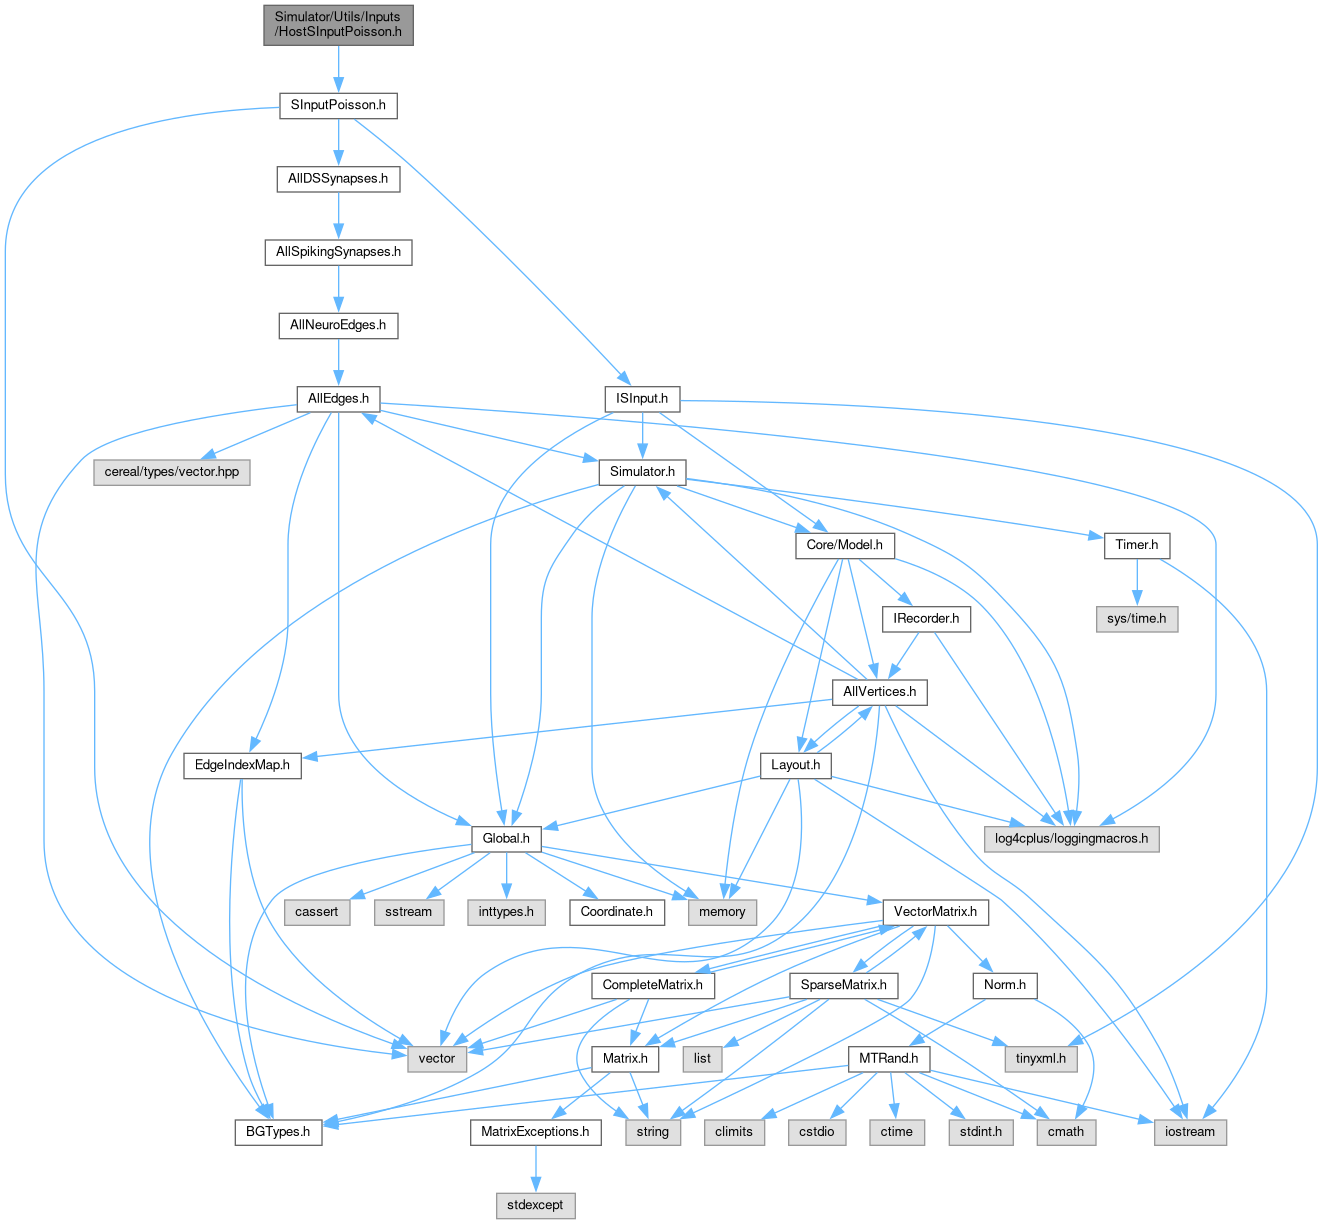 Simulator/Utils/Inputs
/HostSInputPoisson.h
SInputPoisson.h
AllDSSynapses.h
AllSpikingSynapses.h
AllNeuroEdges.h
AllEdges.h
ISInput.h
cereal/types/vector.hpp
Simulator.h
Core/Model.h
Timer.h
IRecorder.h
sys/time.h
AllVertices.h
EdgeIndexMap.h
Layout.h
Global.h
log4cplus/loggingmacros.h
cassert
sstream
inttypes.h
Coordinate.h
memory
VectorMatrix.h
CompleteMatrix.h
SparseMatrix.h
Norm.h
vector
Matrix.h
list
MTRand.h
tinyxml.h
BGTypes.h
MatrixExceptions.h
string
climits
cstdio
ctime
stdint.h
cmath
iostream
stdexcept